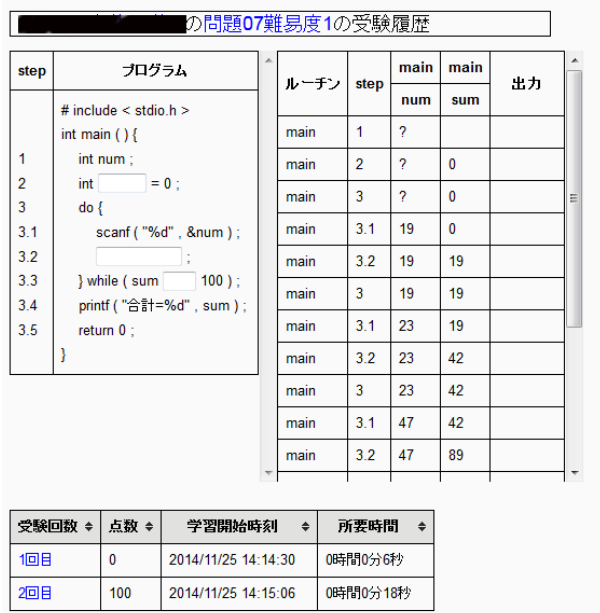 の問題07難易度1の受験履歴
step プログラム
# include < stdio.h >
int main ( ) {
1 int num ;
2 int = 0 ;
3 do {
3.1 scanf ( "%d" , &num ) ;
3.2 ;
3.3 } while ( sum 100 ) ;
3.4 printf ( "合計=%d" , sum ) ;
3.5 return 0 ;
}
ルーチン step main main 出力
num sum
main 1 ?
main 2 ? 0
main 3 ? 0
main 3.1 19 0
main 3.2 19 19
main 3 19 19
main 3.1 23 19
main 3.2 23 42
main 3 23 42
main 3.1 47 42
main 3.2 47 89
受験回数 点数 学習開始時刻 所要時間
1回目 0 2014/11/25 14:14:30 0時間0分6秒
2回目 100 2014/11/25 14:15:06 0時間0分18秒